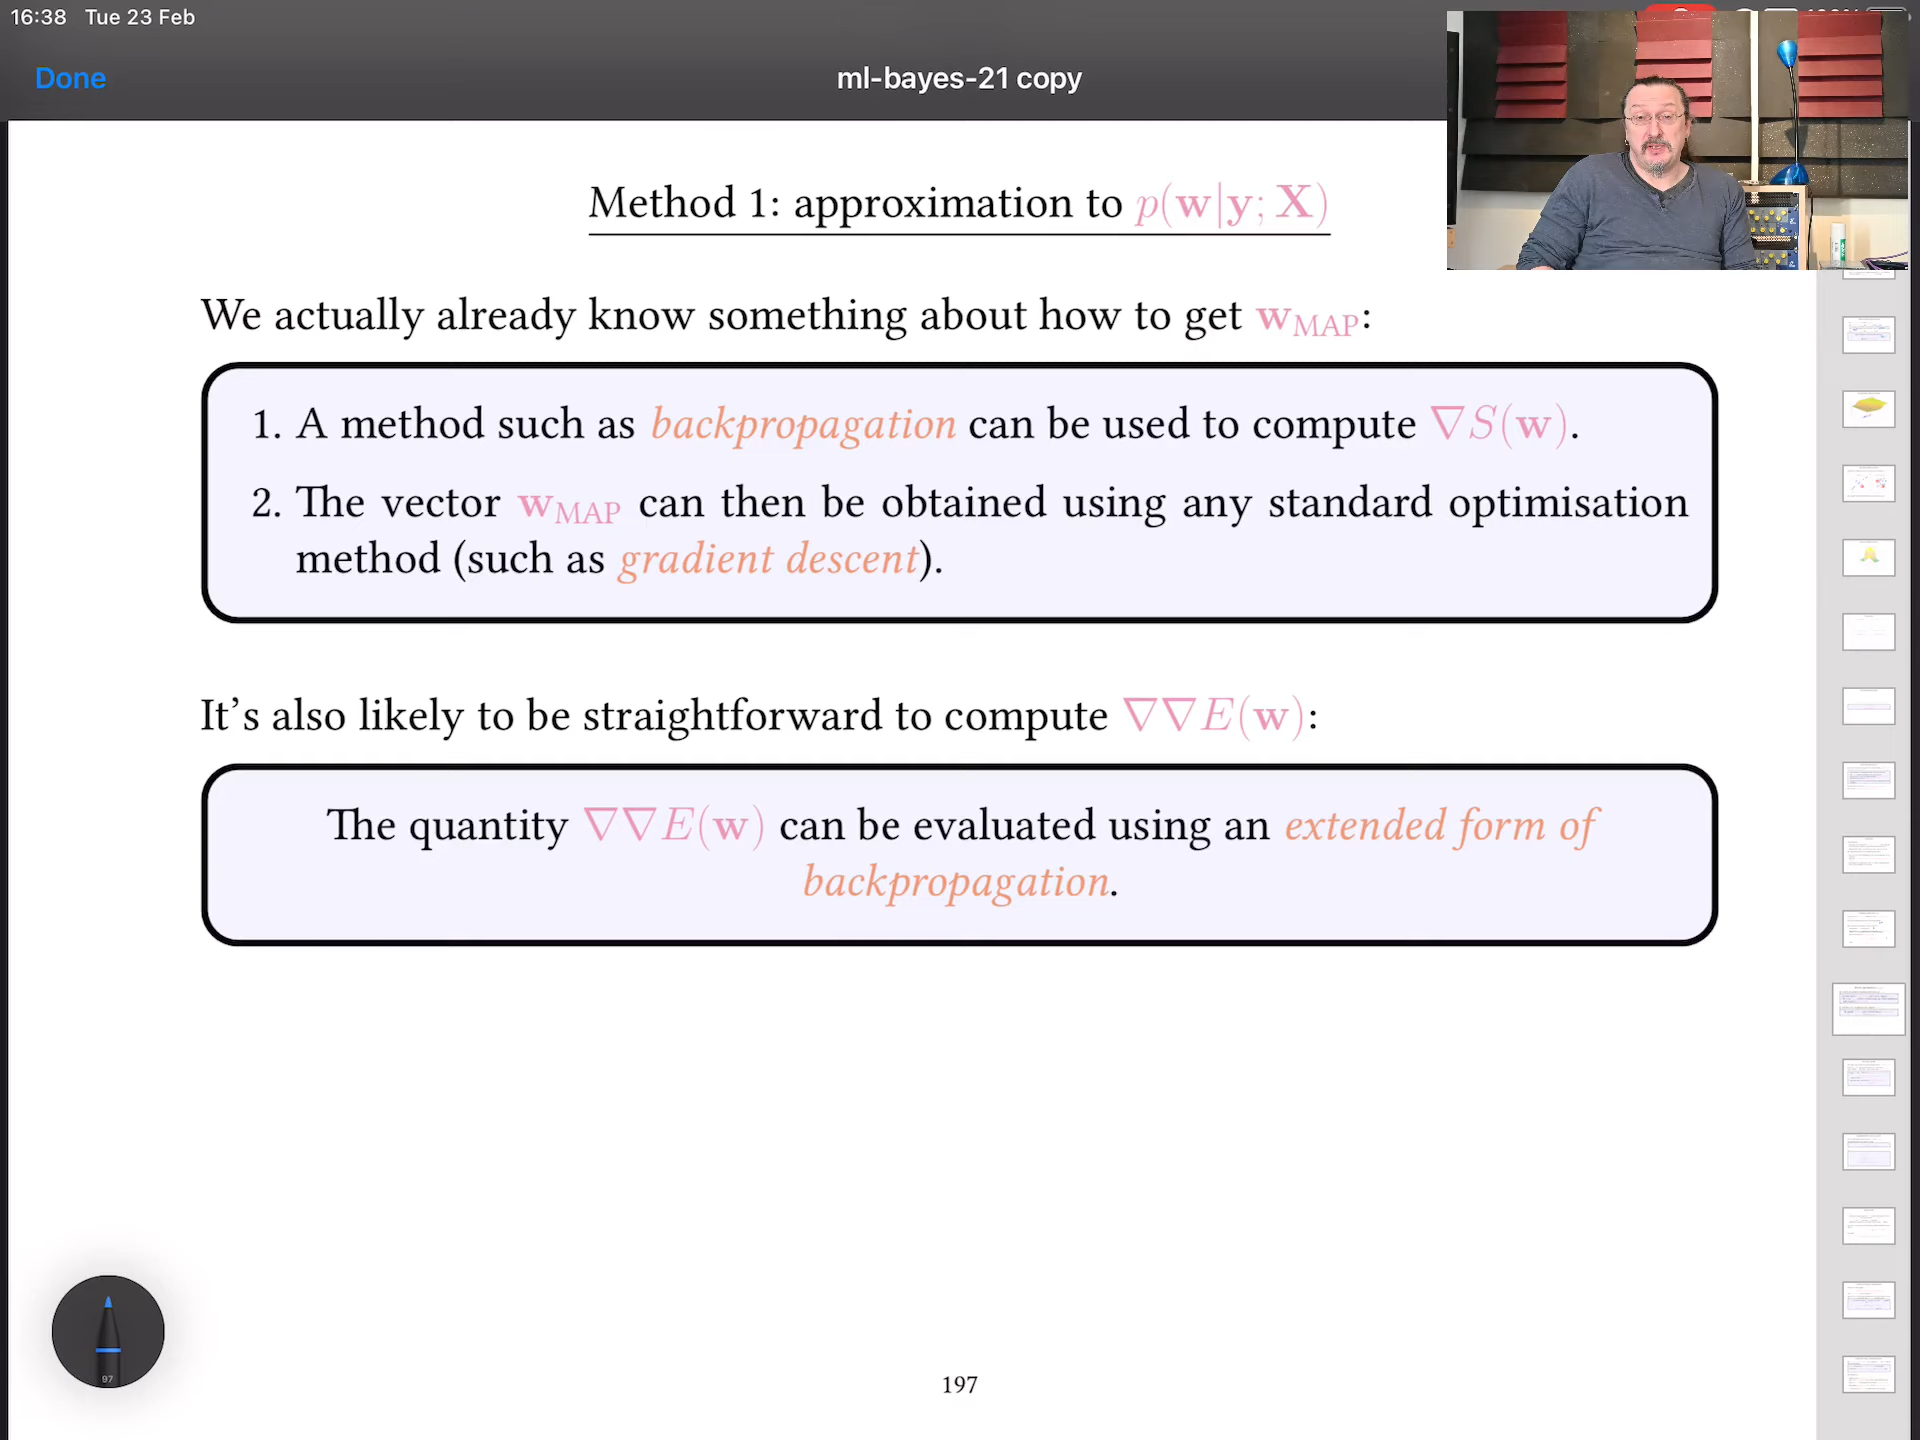 16:38 Tue 23 Feb
Done
ml-bayes-21 copy
Method 1: approximation to p(w|y; X)
We actually already know something about how to get w_MAP:
1. A method such as backpropagation can be used to compute ∇S(w).
2. The vector w_MAP can then be obtained using any standard optimisation
method (such as gradient descent).
It's also likely to be straightforward to compute ∇∇E(w):
The quantity ∇∇E(w) can be evaluated using an extended form of
backpropagation.
97
197